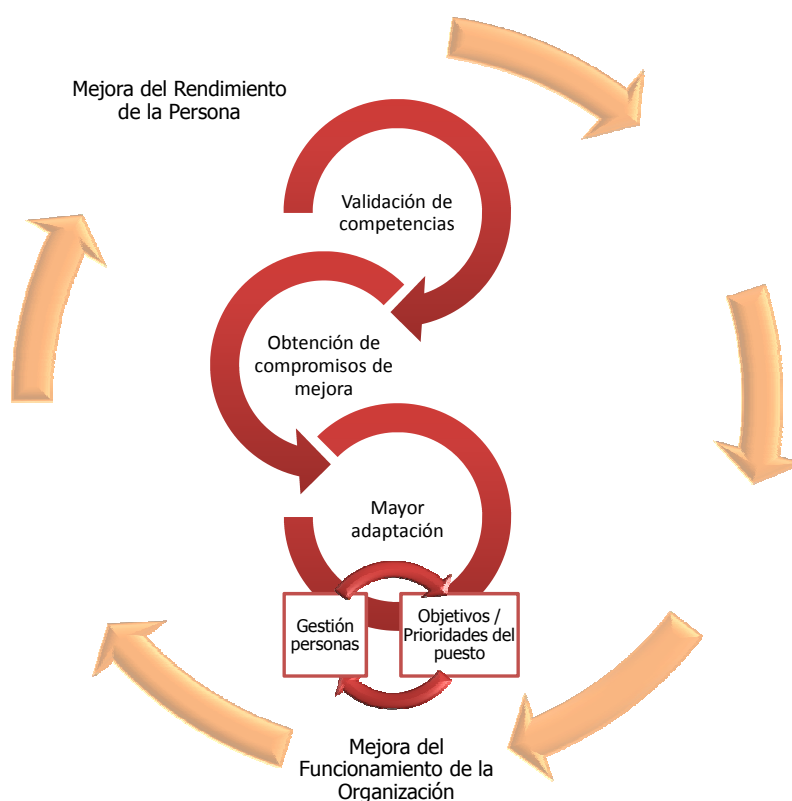 Mejora del Rendimiento
de la Persona
Validación de
competencias
Obtención de
compromisos de
mejora
Mayor
adaptación
Gestión
personas
Objetivos /
Prioridades del
puesto
Mejora del
Funcionamiento de la
Organización